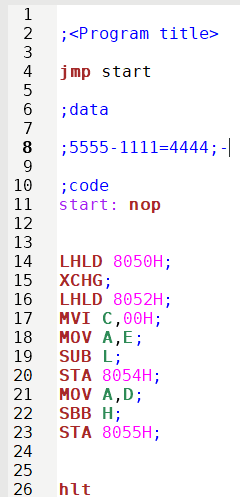 1
2 ;<Program title>
3
4 jmp start
5
6 ;data
7
8 ;5555-1111=4444;-
9
10 ;code
11 start: nop
12
13
14 LHLD 8050H;
15 XCHG;
16 LHLD 8052H;
17 MVI C,00H;
18 MOV A,E;
19 SUB L;
20 STA 8054H;
21 MOV A,D;
22 SBB H;
23 STA 8055H;
24
25
26 hlt